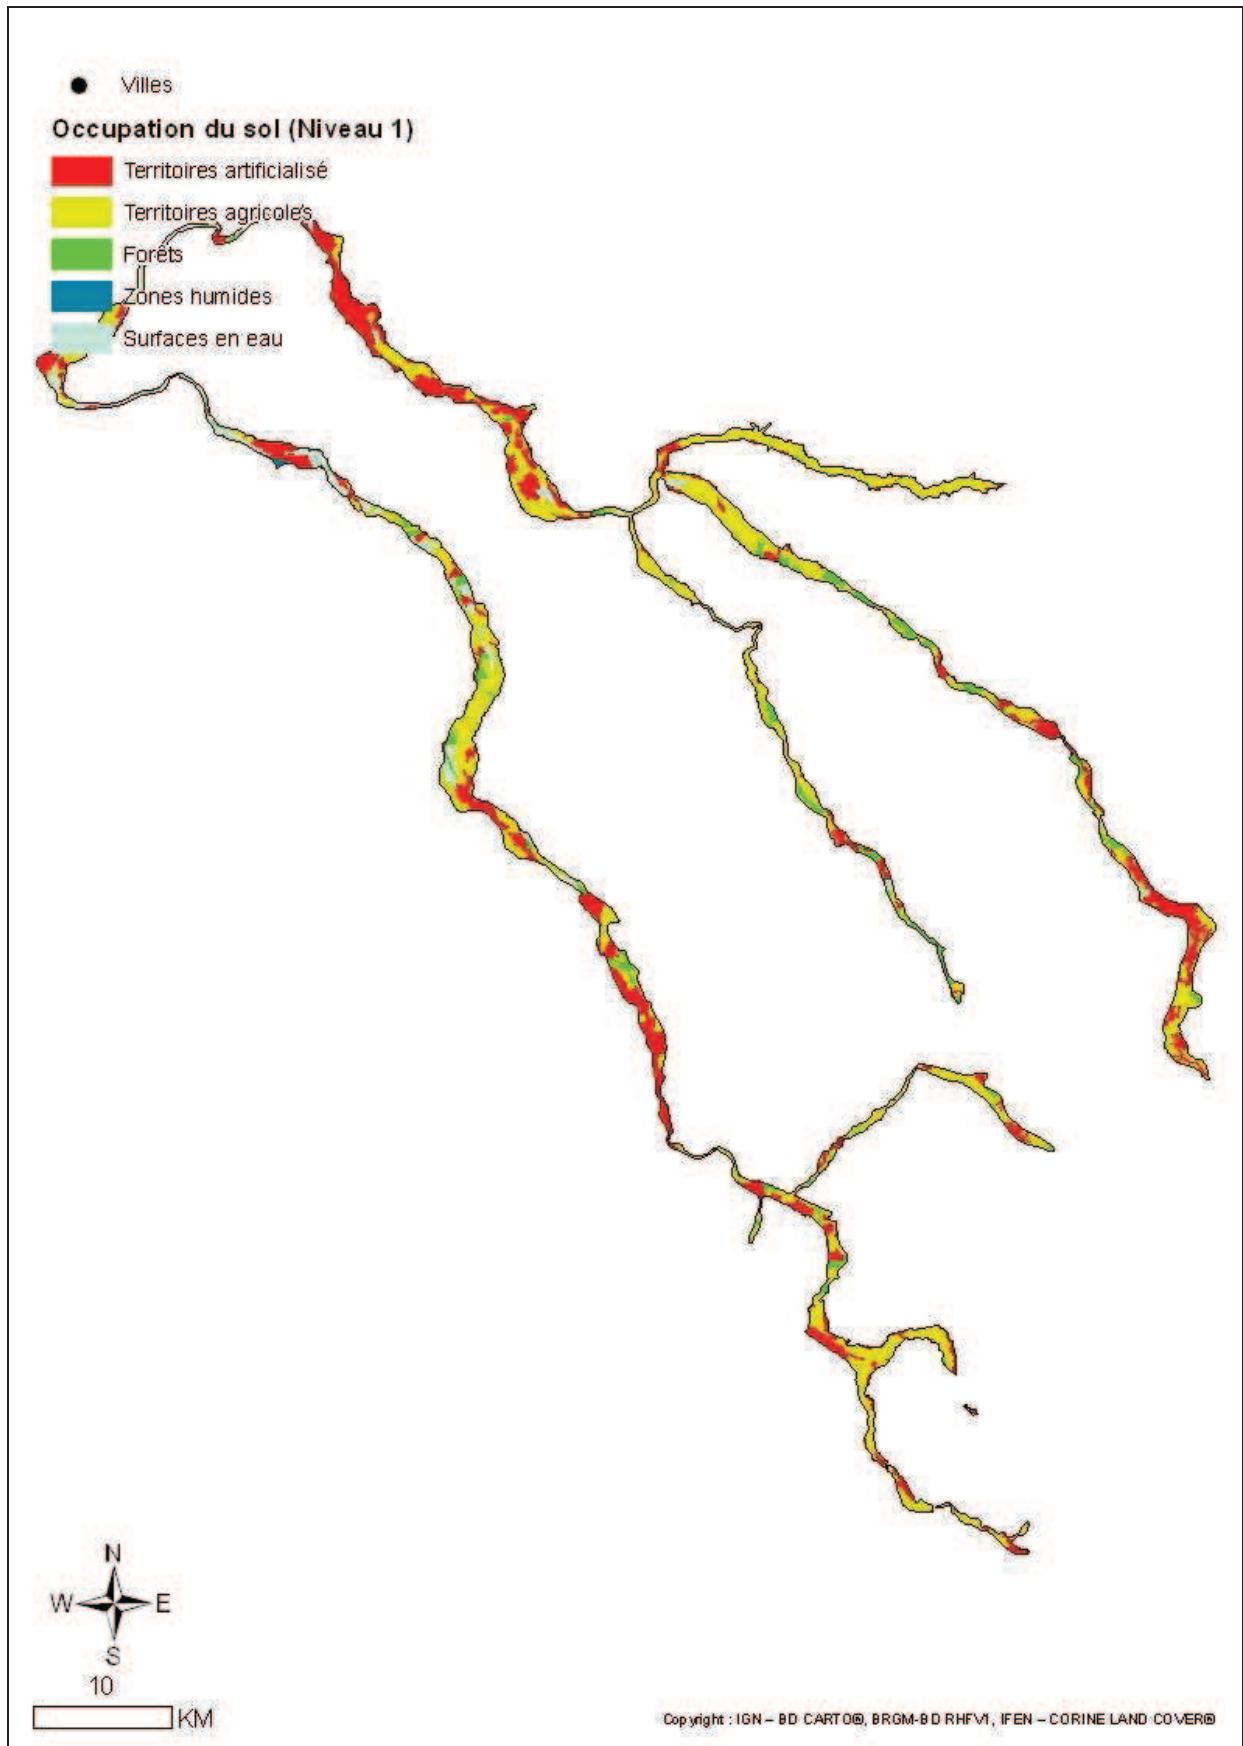 Villes
Occupation du sol (Niveau 1)
Territoires artificialisé
Territoires agricoles
Forêts
Zones humides
Surfaces en eau
N
W E
S
10
KM
Copyright : IGN – BD CARTO®, BRGM-BD RHFV1, IFEN – CORINE LAND COVER®